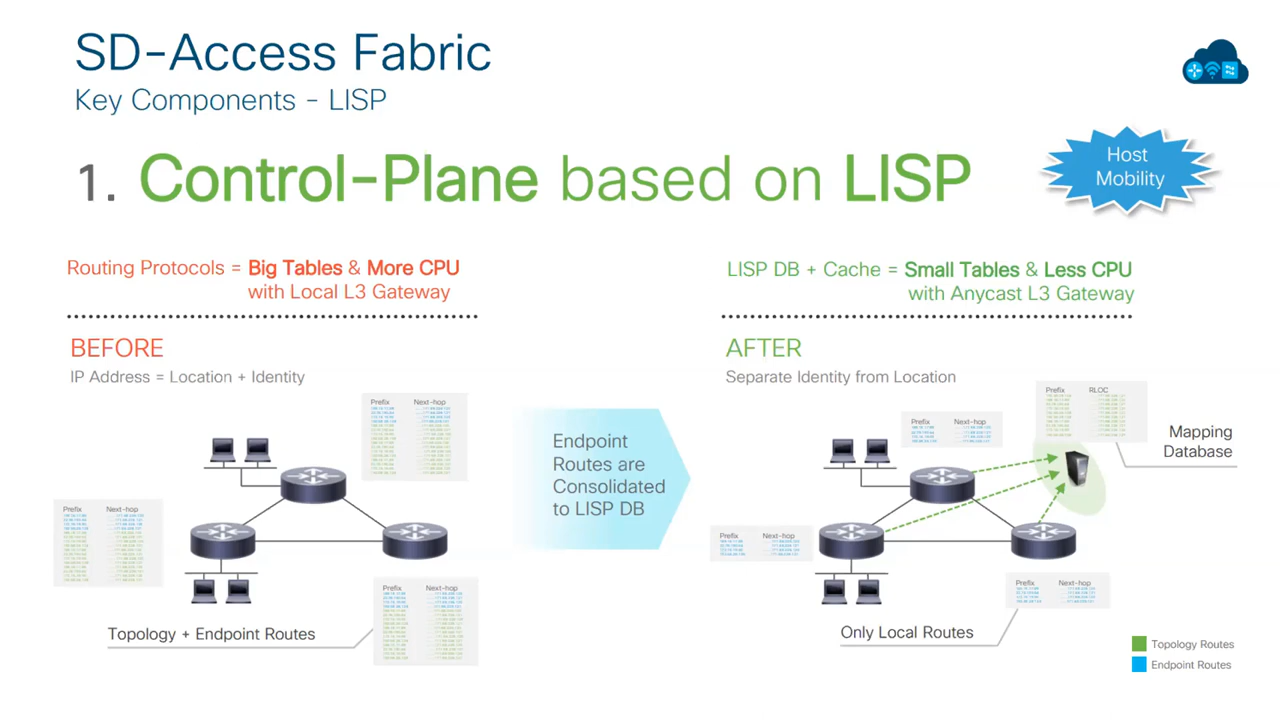 SD-Access Fabric
Key Components - LISP
1. Control-Plane based on LISP
Host
Mobility
Routing Protocols = Big Tables & More CPU
with Local L3 Gateway
LISP DB + Cache = Small Tables & Less CPU
with Anycast L3 Gateway
BEFORE
IP Address = Location + Identity
AFTER
Separate Identity from Location
Prefix Next-hop
Prefix Next-hop
Prefix Next-hop
Topology + Endpoint Routes
Endpoint
Routes are
Consolidated
to LISP DB
Prefix RLOC
Prefix Next-hop
Mapping
Database
Prefix Next-hop
Prefix Next-hop
Only Local Routes
Topology Routes
Endpoint Routes